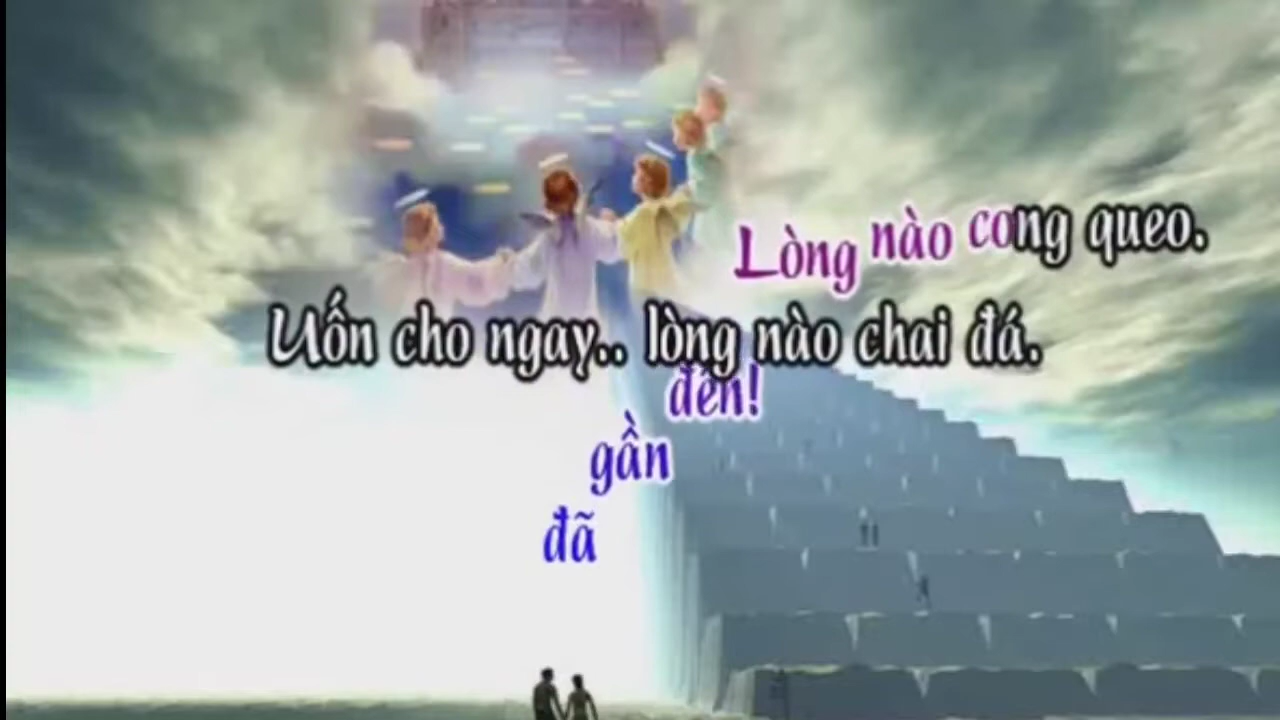 Lòng nào cong queo.
Uốn cho ngay.. lòng nào chai đá.
đến!
gần
đã